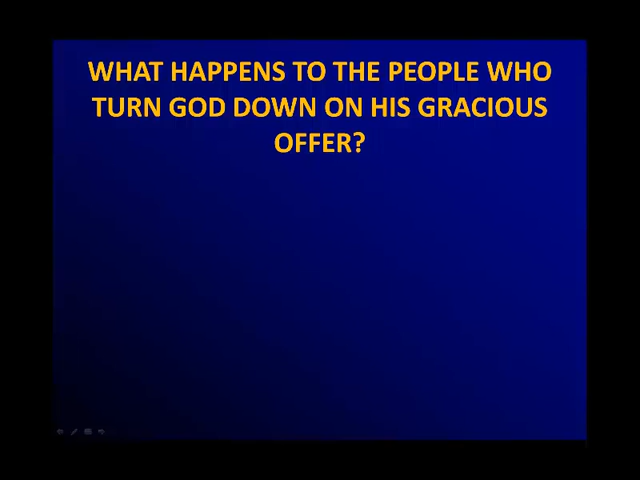 WHAT HAPPENS TO THE PEOPLE WHO
TURN GOD DOWN ON HIS GRACIOUS
OFFER?